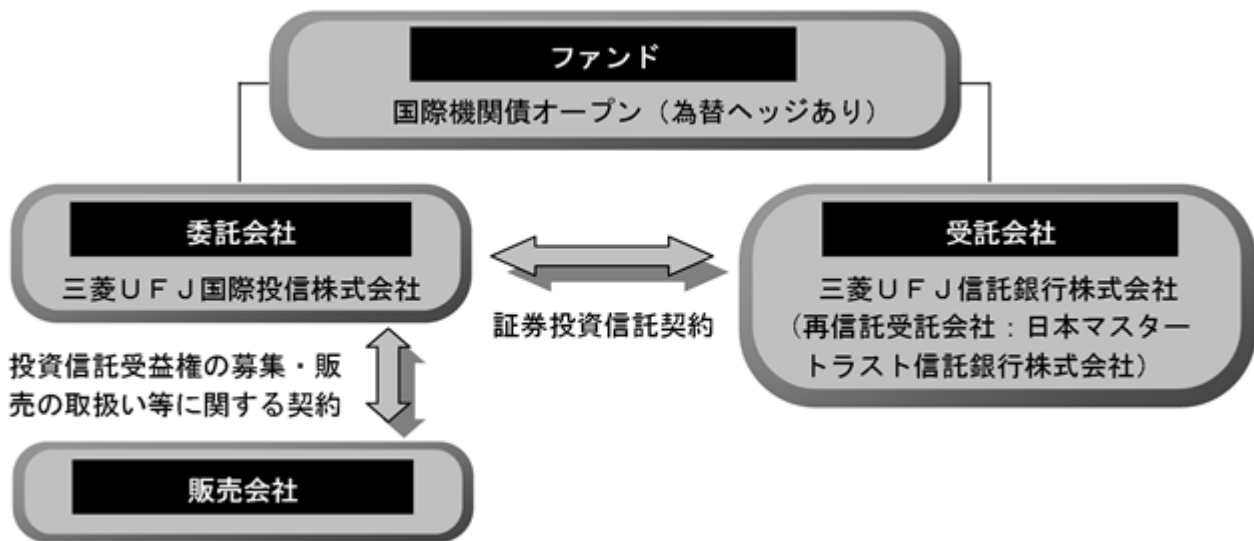 ファンド
国際機関債オープン（為替ヘッジあり）
委託会社
三菱ＵＦＪ国際投信株式会社
証券投資信託契約
受託会社
三菱ＵＦＪ信託銀行株式会社
（再信託受託会社：日本マスター
トラスト信託銀行株式会社）
投資信託受益権の募集・販
売の取扱い等に関する契約
販売会社